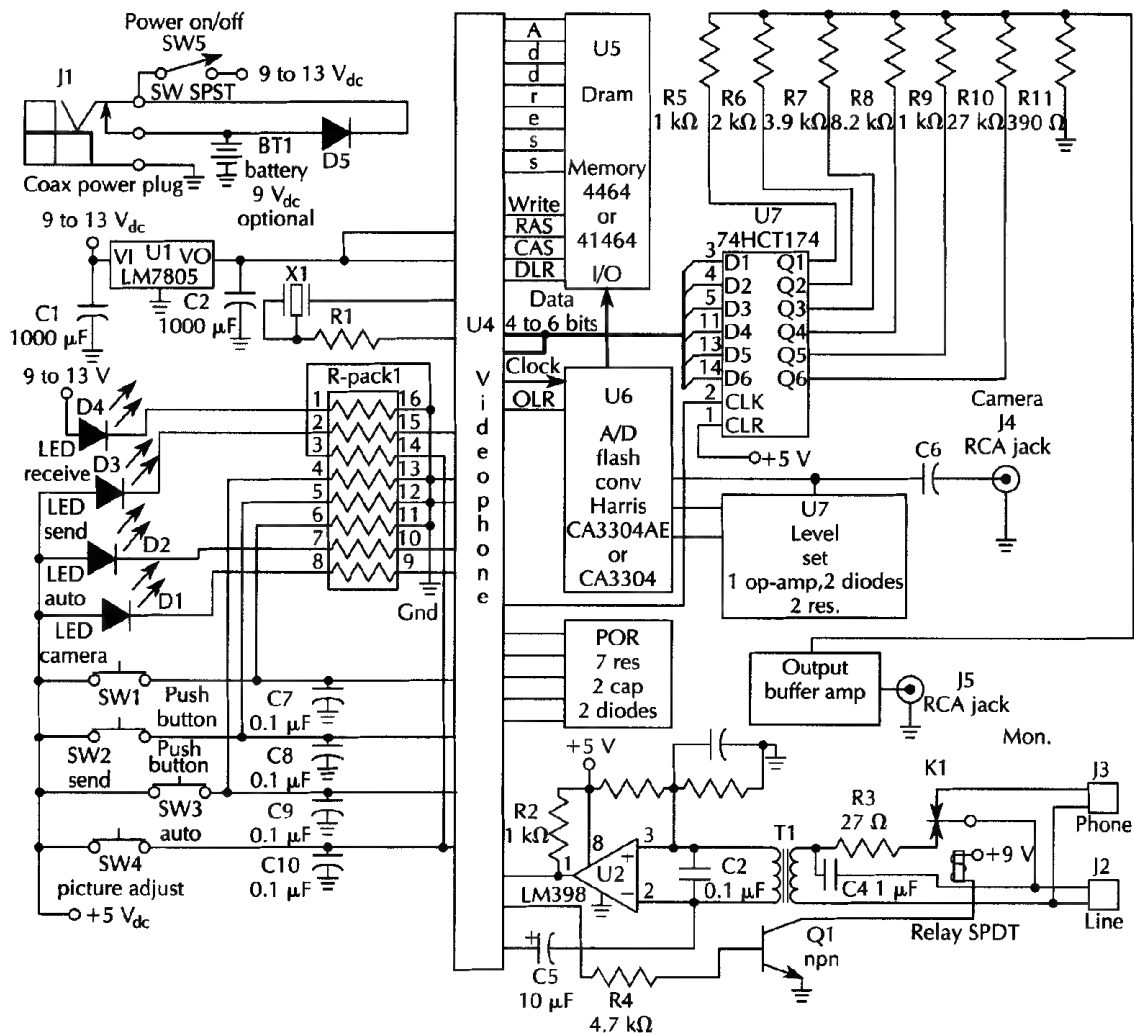 Power on/off
SW5
J1
9 to 13 Vdc
SW SPST
BT1
battery
9 Vdc
optional
D5
Coax power plug
9 to 13 Vdc
VI U1 VO
LM7805
C1
1000 µF
C2
1000 µF
X1
R1
9 to 13 V
D4
LED
receive
D3
LED
send
D2
LED
auto
D1
LED
camera
R-pack1
1 16
2 15
3 14
4 13
5 12
6 11
7 10
8 9
Gnd
SW1
Push
button
C7
0.1 µF
SW2
send
Push
button
C8
0.1 µF
SW3
auto
C9
0.1 µF
SW4
picture adjust
C10
0.1 µF
+5 Vdc
U4
Videophone
Address
Write
RAS
CAS
DLR
U5
Dram
Memory
4464
or
41464
I/O
Data
4 to 6 bits
Clock
OLR
U6
A/D
flash
conv
Harris
CA3304AE
or
CA3304
R5
1 kΩ
R6
2 kΩ
R7
3.9 kΩ
R8
8.2 kΩ
R9
1 kΩ
R10
27 kΩ
R11
390 Ω
U7
74HCT174
3 D1 Q1
4 D2 Q2
5 D3 Q3
11 D4 Q4
13 D5 Q5
14 D6 Q6
2 CLK
1 CLR
+5 V
Camera
J4
RCA jack
C6
U7
Level
set
1 op-amp,2 diodes
2 res.
POR
7 res
2 cap
2 diodes
Output
buffer amp
J5
RCA jack
Mon.
+5 V
R2
1 kΩ
8
3
1
2
+
−
U2
LM398
C2
0.1 µF
T1
R3
27 Ω
C4 1 µF
K1
+9 V
J3
Phone
J2
Line
Relay SPDT
Q1
npn
+
C5
10 µF
R4
4.7 kΩ